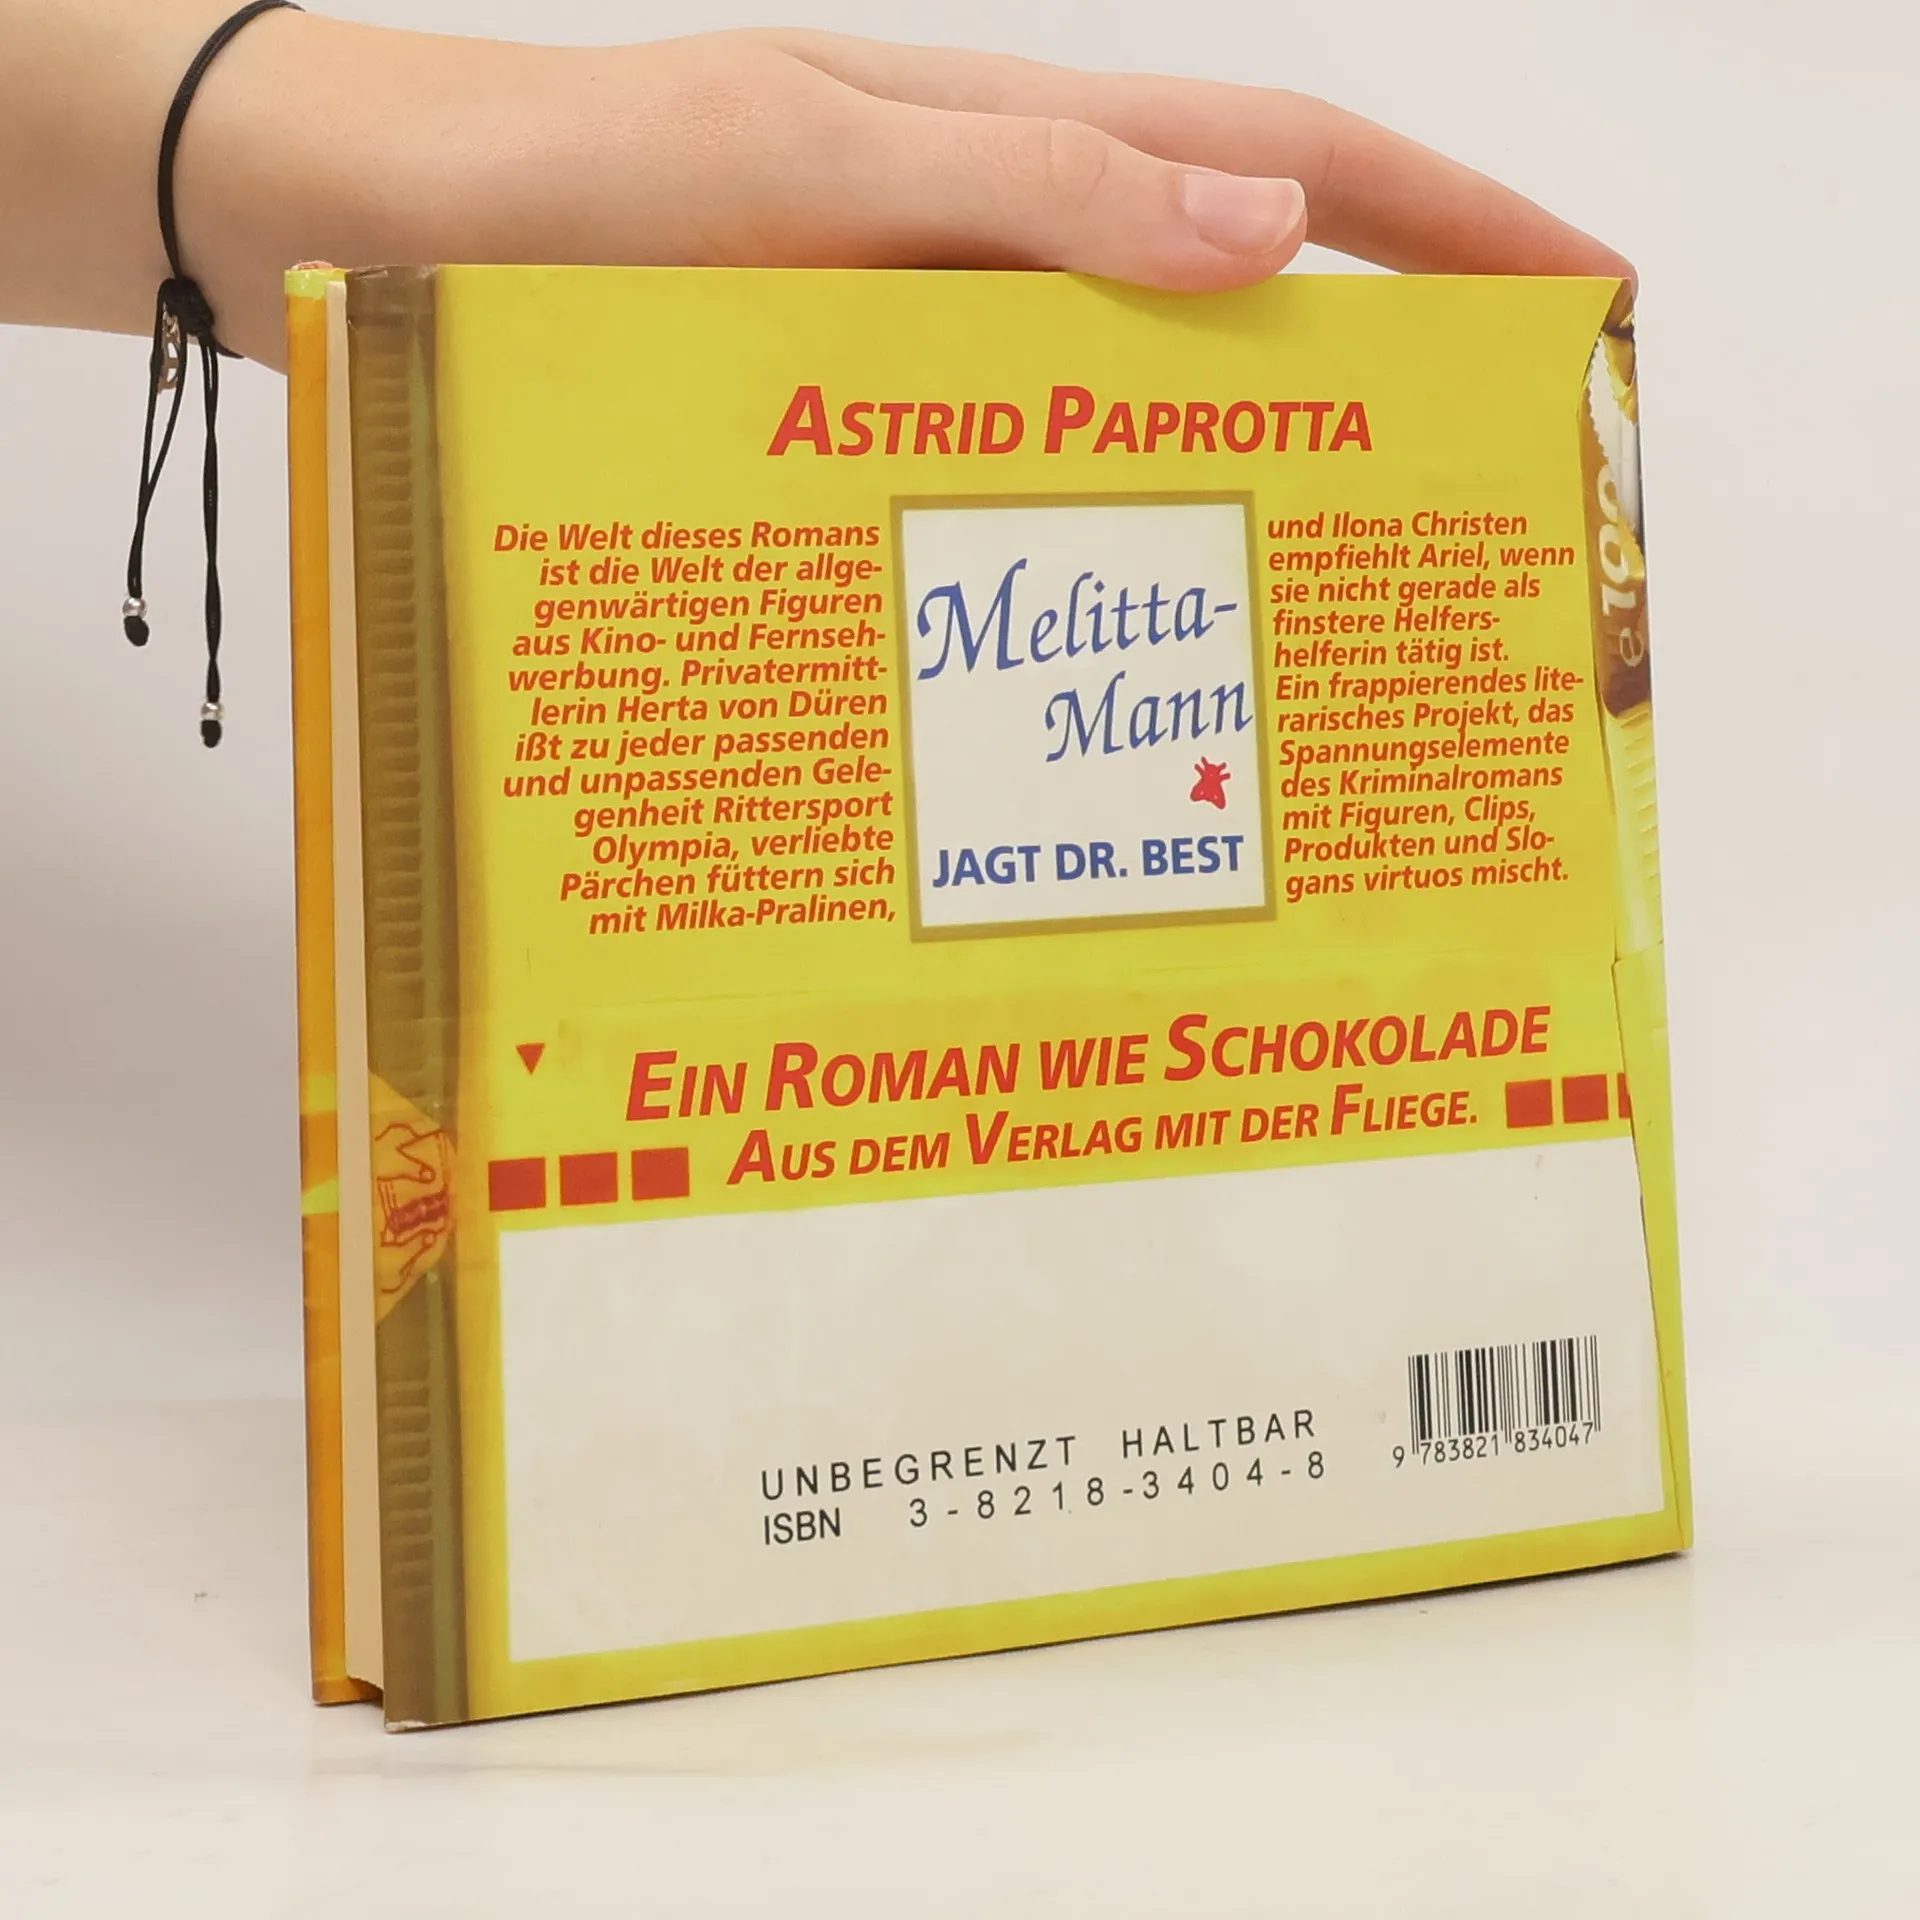 ASTRID PAPROTTA
Die Welt dieses Romans
ist die Welt der allge-
genwärtigen Figuren
aus Kino- und Fernseh-
werbung. Privatermitt-
lerin Herta von Düren
ißt zu jeder passenden
und unpassenden Gele-
genheit Rittersport
Olympia, verliebte
Pärchen füttern sich
mit Milka-Pralinen,
Melitta-
Mann
JAGT DR. BEST
und Ilona Christen
empfiehlt Ariel, wenn
sie nicht gerade als
finstere Helfers-
helferin tätig ist.
Ein frappierendes lite-
rarisches Projekt, das
Spannungselemente
des Kriminalromans
mit Figuren, Clips,
Produkten und Slo-
gans virtuos mischt.
e 100
EIN ROMAN WIE SCHOKOLADE
AUS DEM VERLAG MIT DER FLIEGE.
UNBEGRENZT HALTBAR
ISBN 3-8218-3404-8
9 783821 834047